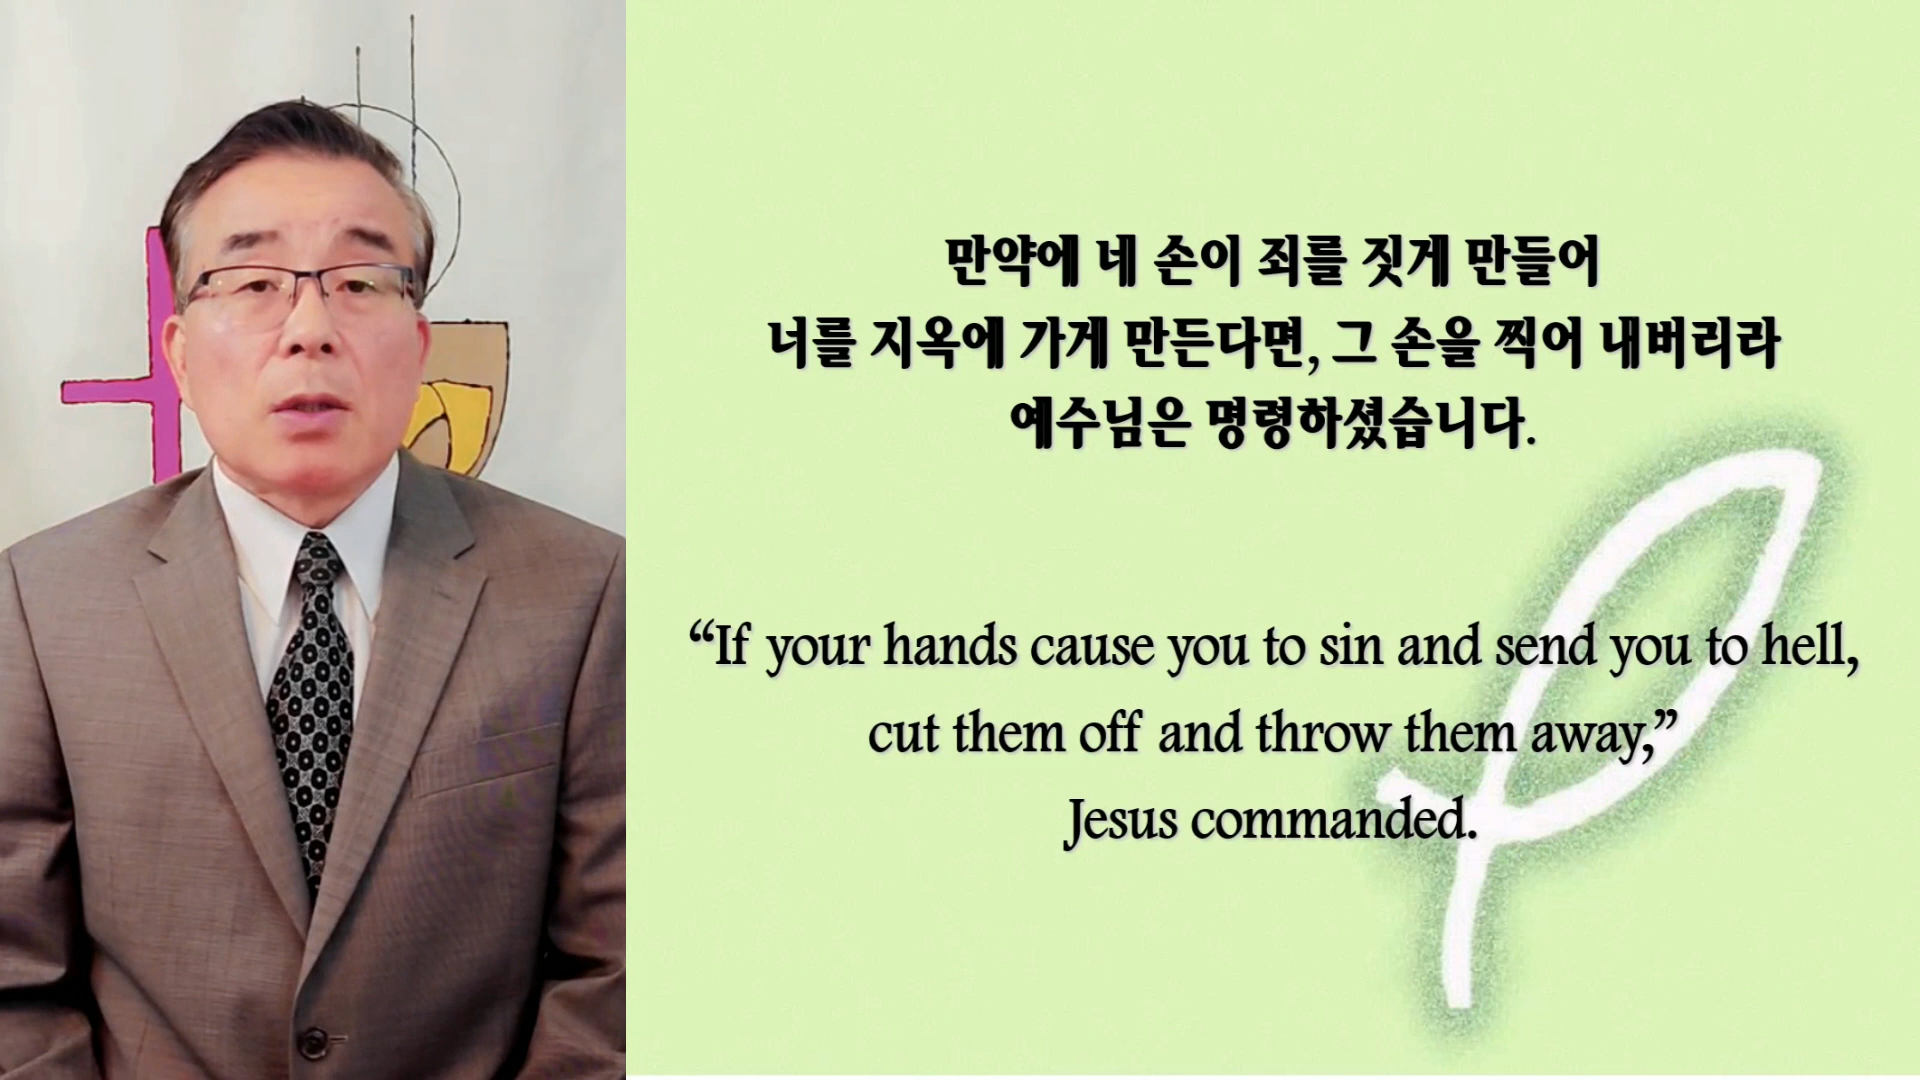 만약에 네 손이 죄를 짓게 만들어
너를 지옥에 가게 만든다면, 그 손을 찍어 내버리라
예수님은 명령하셨습니다.
“If your hands cause you to sin and send you to hell,
cut them off and throw them away,”
Jesus commanded.